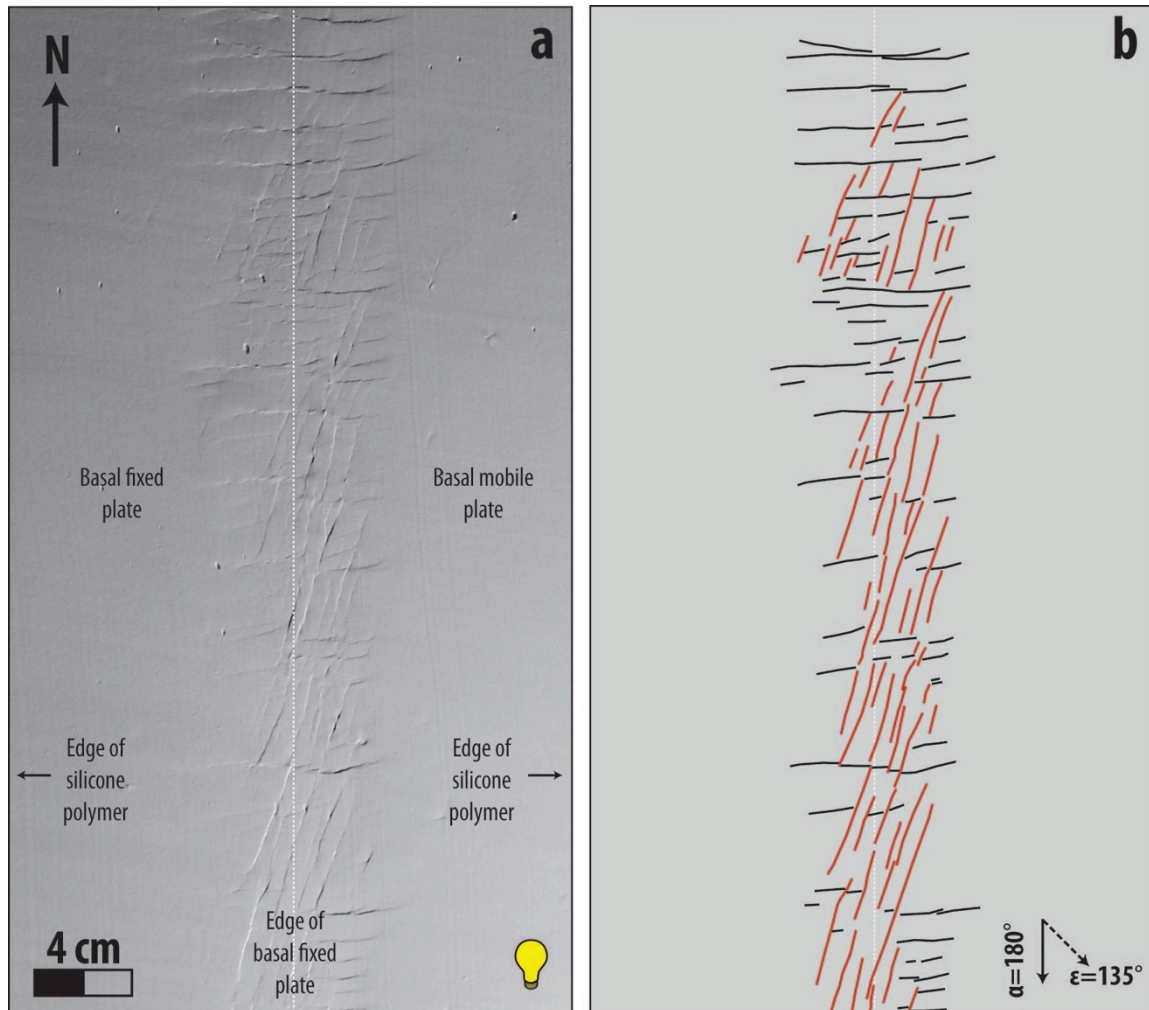 N
a
Basal fixed
plate
Basal mobile
plate
Edge of
silicone
polymer
Edge of
silicone
polymer
Edge of
basal fixed
plate
4 cm
b
α=180°
ε=135°